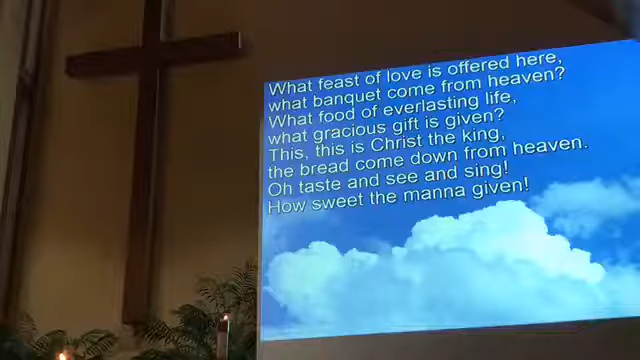 What feast of love is offered here,
what banquet come from heaven?
What food of everlasting life,
what gracious gift is given?
This, this is Christ the king,
the bread come down from heaven.
Oh taste and see and sing!
How sweet the manna given!